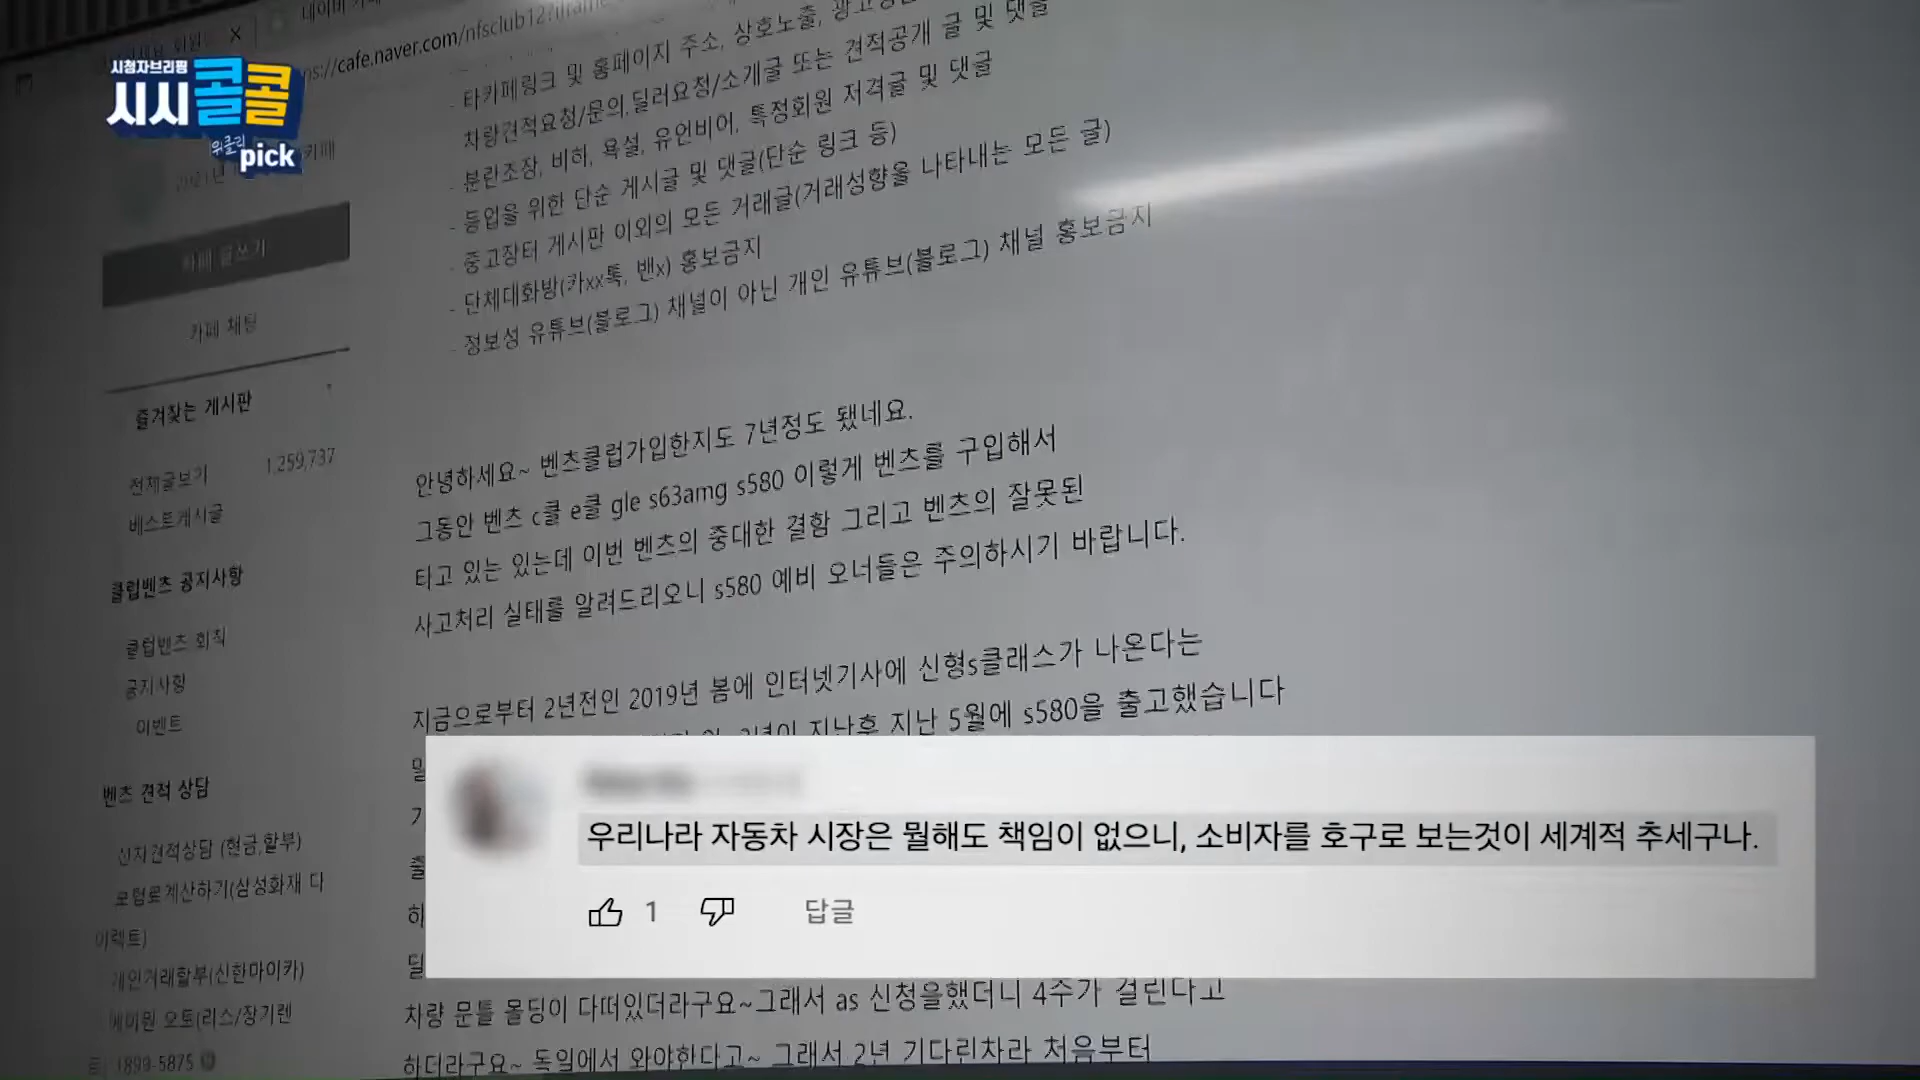 시청자브리핑
시시콜콜
위클리
pick
https://cafe.naver.com/nfsclub12
- 타카페링크 및 홈페이지 주소, 상호노출,
차량견적요청/문의,딜러요청/소개글 또는 견적공개 글 및 댓글
- 분란조장, 비하, 욕설, 유언비어, 특정회원 저격글 및 댓글
- 등업을 위한 단순 게시글 및 댓글(단순 링크 등)
- 중고장터 게시판 이외의 모든 거래글(거래성향을 나타내는 모든 글)
- 단체대화방(카xx톡, 밴x) 홍보금지
- 정보성 유튜브(블로그) 채널이 아닌 개인 유튜브(블로그) 채널 홍보금지
카페 글쓰기
카페 채팅
즐겨찾는 게시판
전체글보기 1,259,737
베스트게시글
클럽벤츠 공지사항
클럽벤츠 회칙
공지사항
이벤트
벤츠 견적 상담
신차견적상담 (현금,할부)
보험료계산하기(삼성화재 다
이렉트)
개인거래할부(신한마이카)
에이원 오토(리스/장기렌
트) 1899-5875
안녕하세요~ 벤츠클럽가입한지도 7년정도 됐네요.
그동안 벤츠 c클 e클 gle s63amg s580 이렇게 벤츠를 구입해서
타고 있는 있는데 이번 벤츠의 중대한 결함 그리고 벤츠의 잘못된
사고처리 실태를 알려드리오니 s580 예비 오너들은 주의하시기 바랍니다.
지금으로부터 2년전인 2019년 봄에 인터넷기사에 신형s클래스가 나온다는
지난후 지난 5월에 s580을 출고했습니다
우리나라 자동차 시장은 뭘해도 책임이 없으니, 소비자를 호구로 보는것이 세계적 추세구나.
1 답글
차량 문틀 몰딩이 다떠있더라구요~그래서 as 신청을했더니 4주가 걸린다고
하더라구요~ 독일에서 와야한다고~ 그래서 2년 기다린차라 처음부터